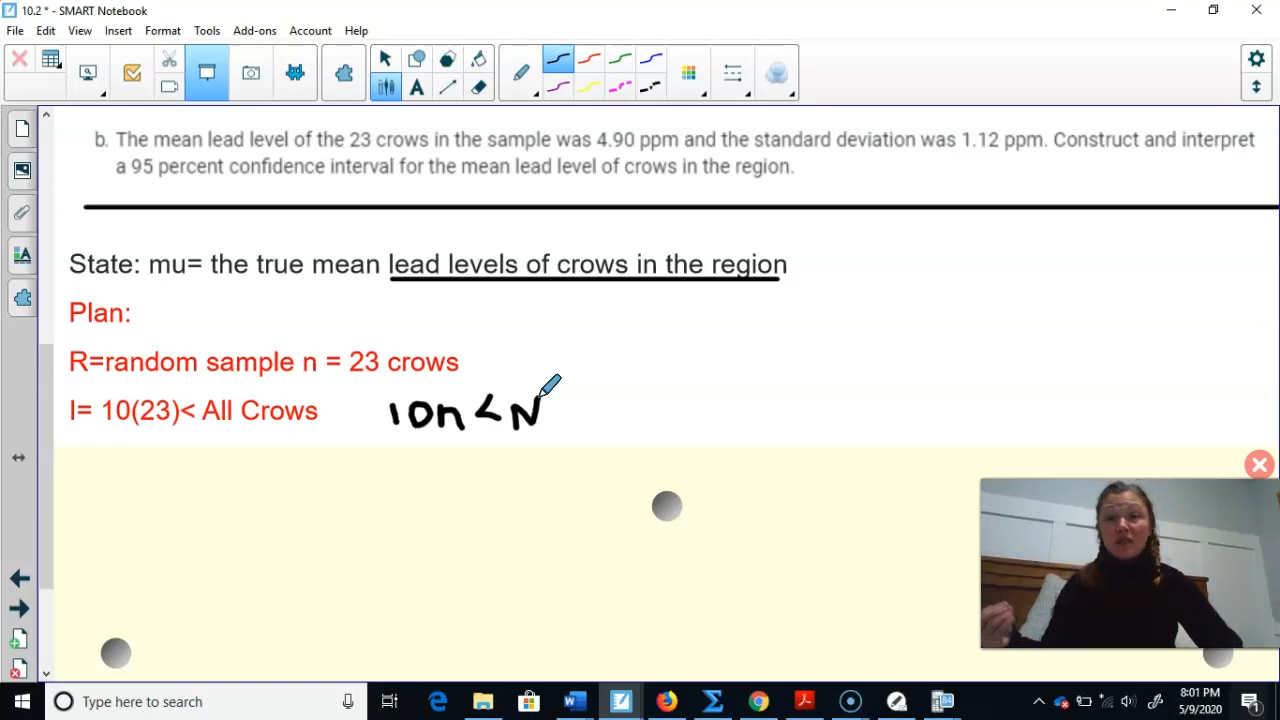 10.2 * - SMART Notebook
File Edit View Insert Format Tools Add-ons Account Help
b. The mean lead level of the 23 crows in the sample was 4.90 ppm and the standard deviation was 1.12 ppm. Construct and interpret
a 95 percent confidence interval for the mean lead level of crows in the region.
State: mu= the true mean lead levels of crows in the region
Plan:
R=random sample n = 23 crows
I= 10(23)< All Crows 10n < N
Type here to search
8:01 PM
5/9/2020